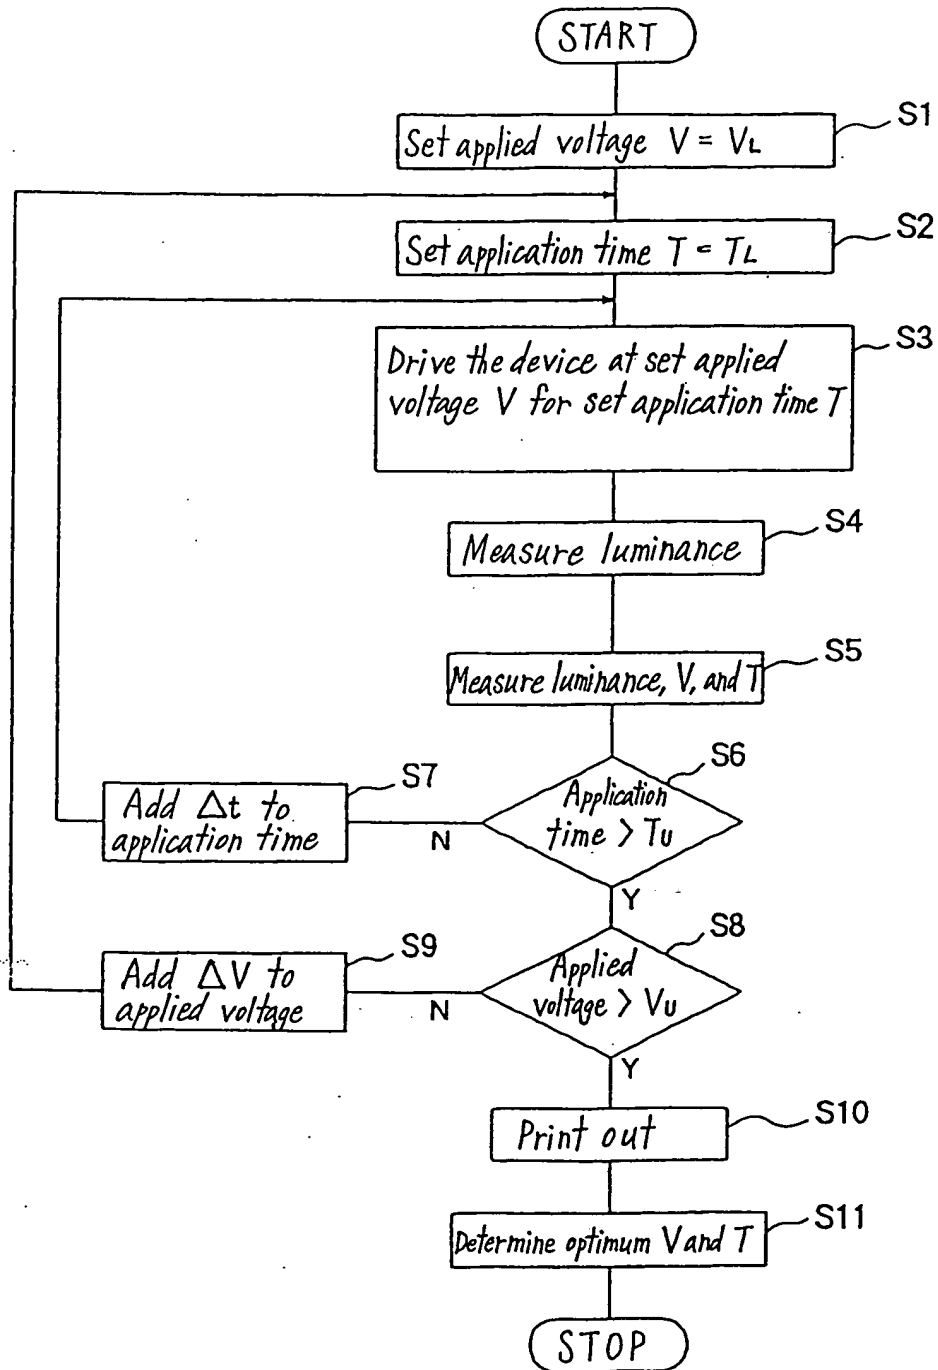 START
S1
Set applied voltage V = VL
S2
Set application time T = TL
S3
Drive the device at set applied
voltage V for set application time T
S4
Measure luminance
S5
Measure luminance, V, and T
S6
Application
time > Tu
S7
Add Δt to
application time
N
Y
S8
Applied
voltage > Vu
S9
Add ΔV to
applied voltage
N
Y
S10
Print out
S11
Determine optimum V and T
STOP